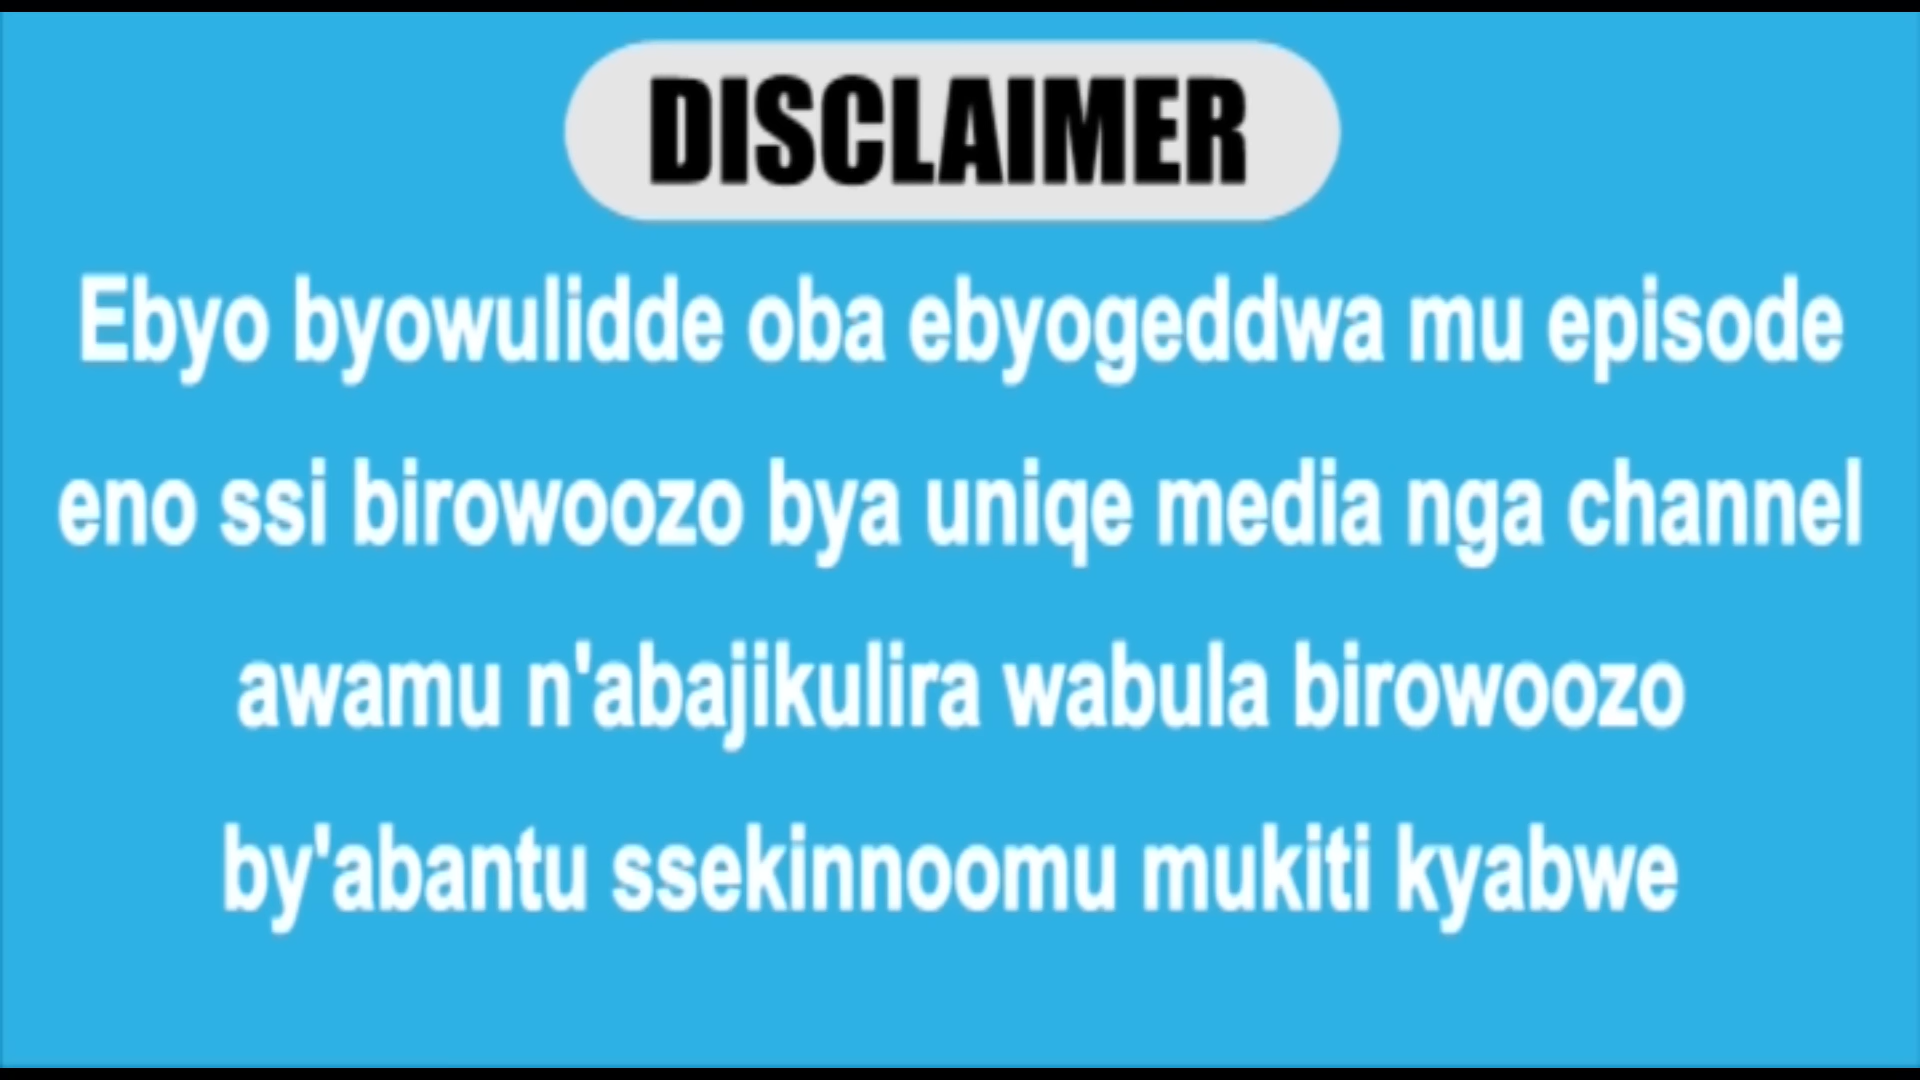 DISCLAIMER
Ebyo byowulidde oba ebyogeddwa mu episode
eno ssi birowoozo bya uniqe media nga channel
awamu n'abajikulira wabula birowoozo
by'abantu ssekinnoomu mukiti kyabwe